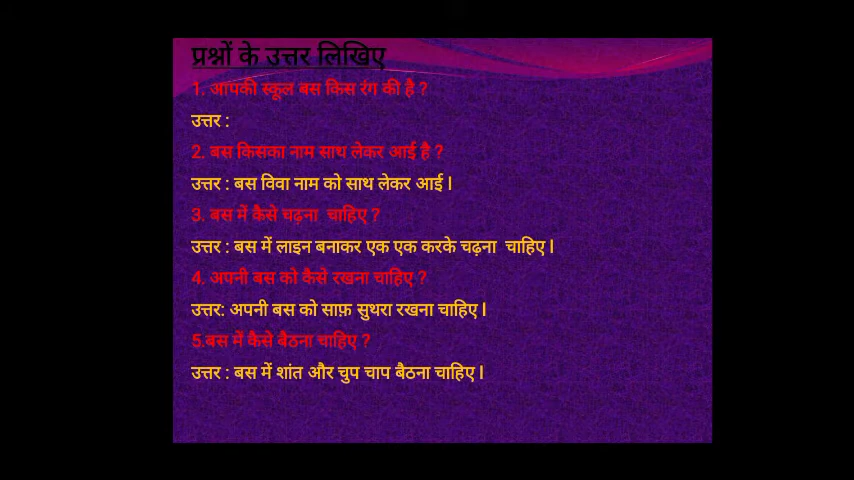 प्रश्नों के उत्तर लिखिए
1. आपकी स्कूल बस किस रंग की है ?
उत्तर :
2. बस किसका नाम साथ लेकर आई है ?
उत्तर : बस विवा नाम को साथ लेकर आई l
3. बस में कैसे चढ़ना चाहिए ?
उत्तर : बस में लाइन बनाकर एक एक करके चढ़ना चाहिए l
4. अपनी बस को कैसे रखना चाहिए ?
उत्तर: अपनी बस को साफ़ सुथरा रखना चाहिए l
5.बस में कैसे बैठना चाहिए ?
उत्तर : बस में शांत और चुप चाप बैठना चाहिए l